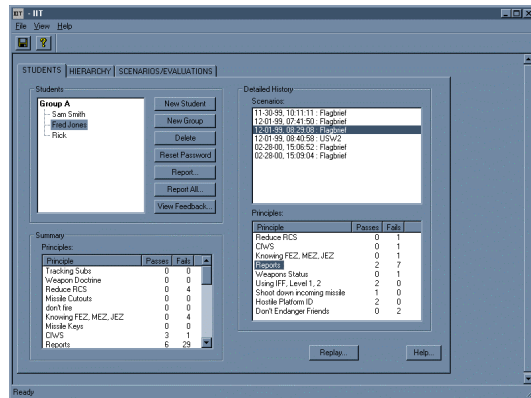 IIT - IIT
File View Help
STUDENTS HIERARCHY SCENARIOS/EVALUATIONS
Students
Group A
Sam Smith
Fred Jones
Rick
New Student
New Group
Delete
Reset Password
Report...
Report All...
View Feedback...
Summary
Principles:
Principle Passes Fails
Tracking Subs 0 0
Weapon Doctrine 0 0
Reduce RCS 0 4
Missile Cutouts 0 0
don't fire 0 0
Knowing FEZ, MEZ, JEZ 0 4
Missile Keys 0 0
CIWS 3 1
Reports 6 29
Detailed History
Scenarios:
11-30-99, 10:11:11 : Flagbrief
12-01-99, 07:41:50 : Flagbrief
12-01-99, 08:29:08 : Flagbrief
12-01-99, 08:40:58 : USW2
02-28-00, 15:06:52 : Flagbrief
02-28-00, 15:09:04 : Flagbrief
Principles:
Principle Passes Fails
Reduce RCS 0 1
CIWS 0 1
Knowing FEZ, MEZ, JEZ 0 1
Reports 2 7
Weapons Status 0 1
Using IFF, Level 1, 2 2 0
Shoot down incoming missile 1 0
Hostile Platform ID 2 0
Don't Endanger Friends 0 2
Replay...
Help...
Ready